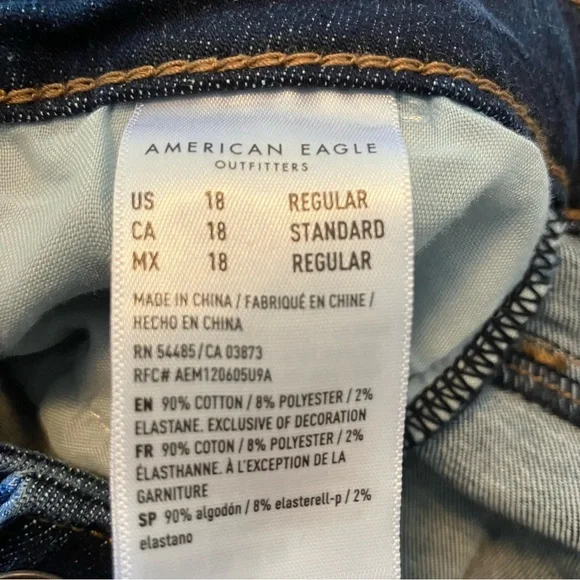 AMERICAN EAGLE
OUTFITTERS
US 18 REGULAR
CA 18 STANDARD
MX 18 REGULAR
MADE IN CHINA / FABRIQUÉ EN CHINE /
HECHO EN CHINA
RN 54485/CA 03873
RFC# AEM120605U9A
EN 90% COTTON / 8% POLYESTER / 2%
ELASTANE. EXCLUSIVE OF DECORATION
FR 90% COTON / 8% POLYESTER / 2%
ÉLASTHANNE. À L'EXCEPTION DE LA
GARNITURE
SP 90% algodón / 8% elasterell-p / 2%
elastano